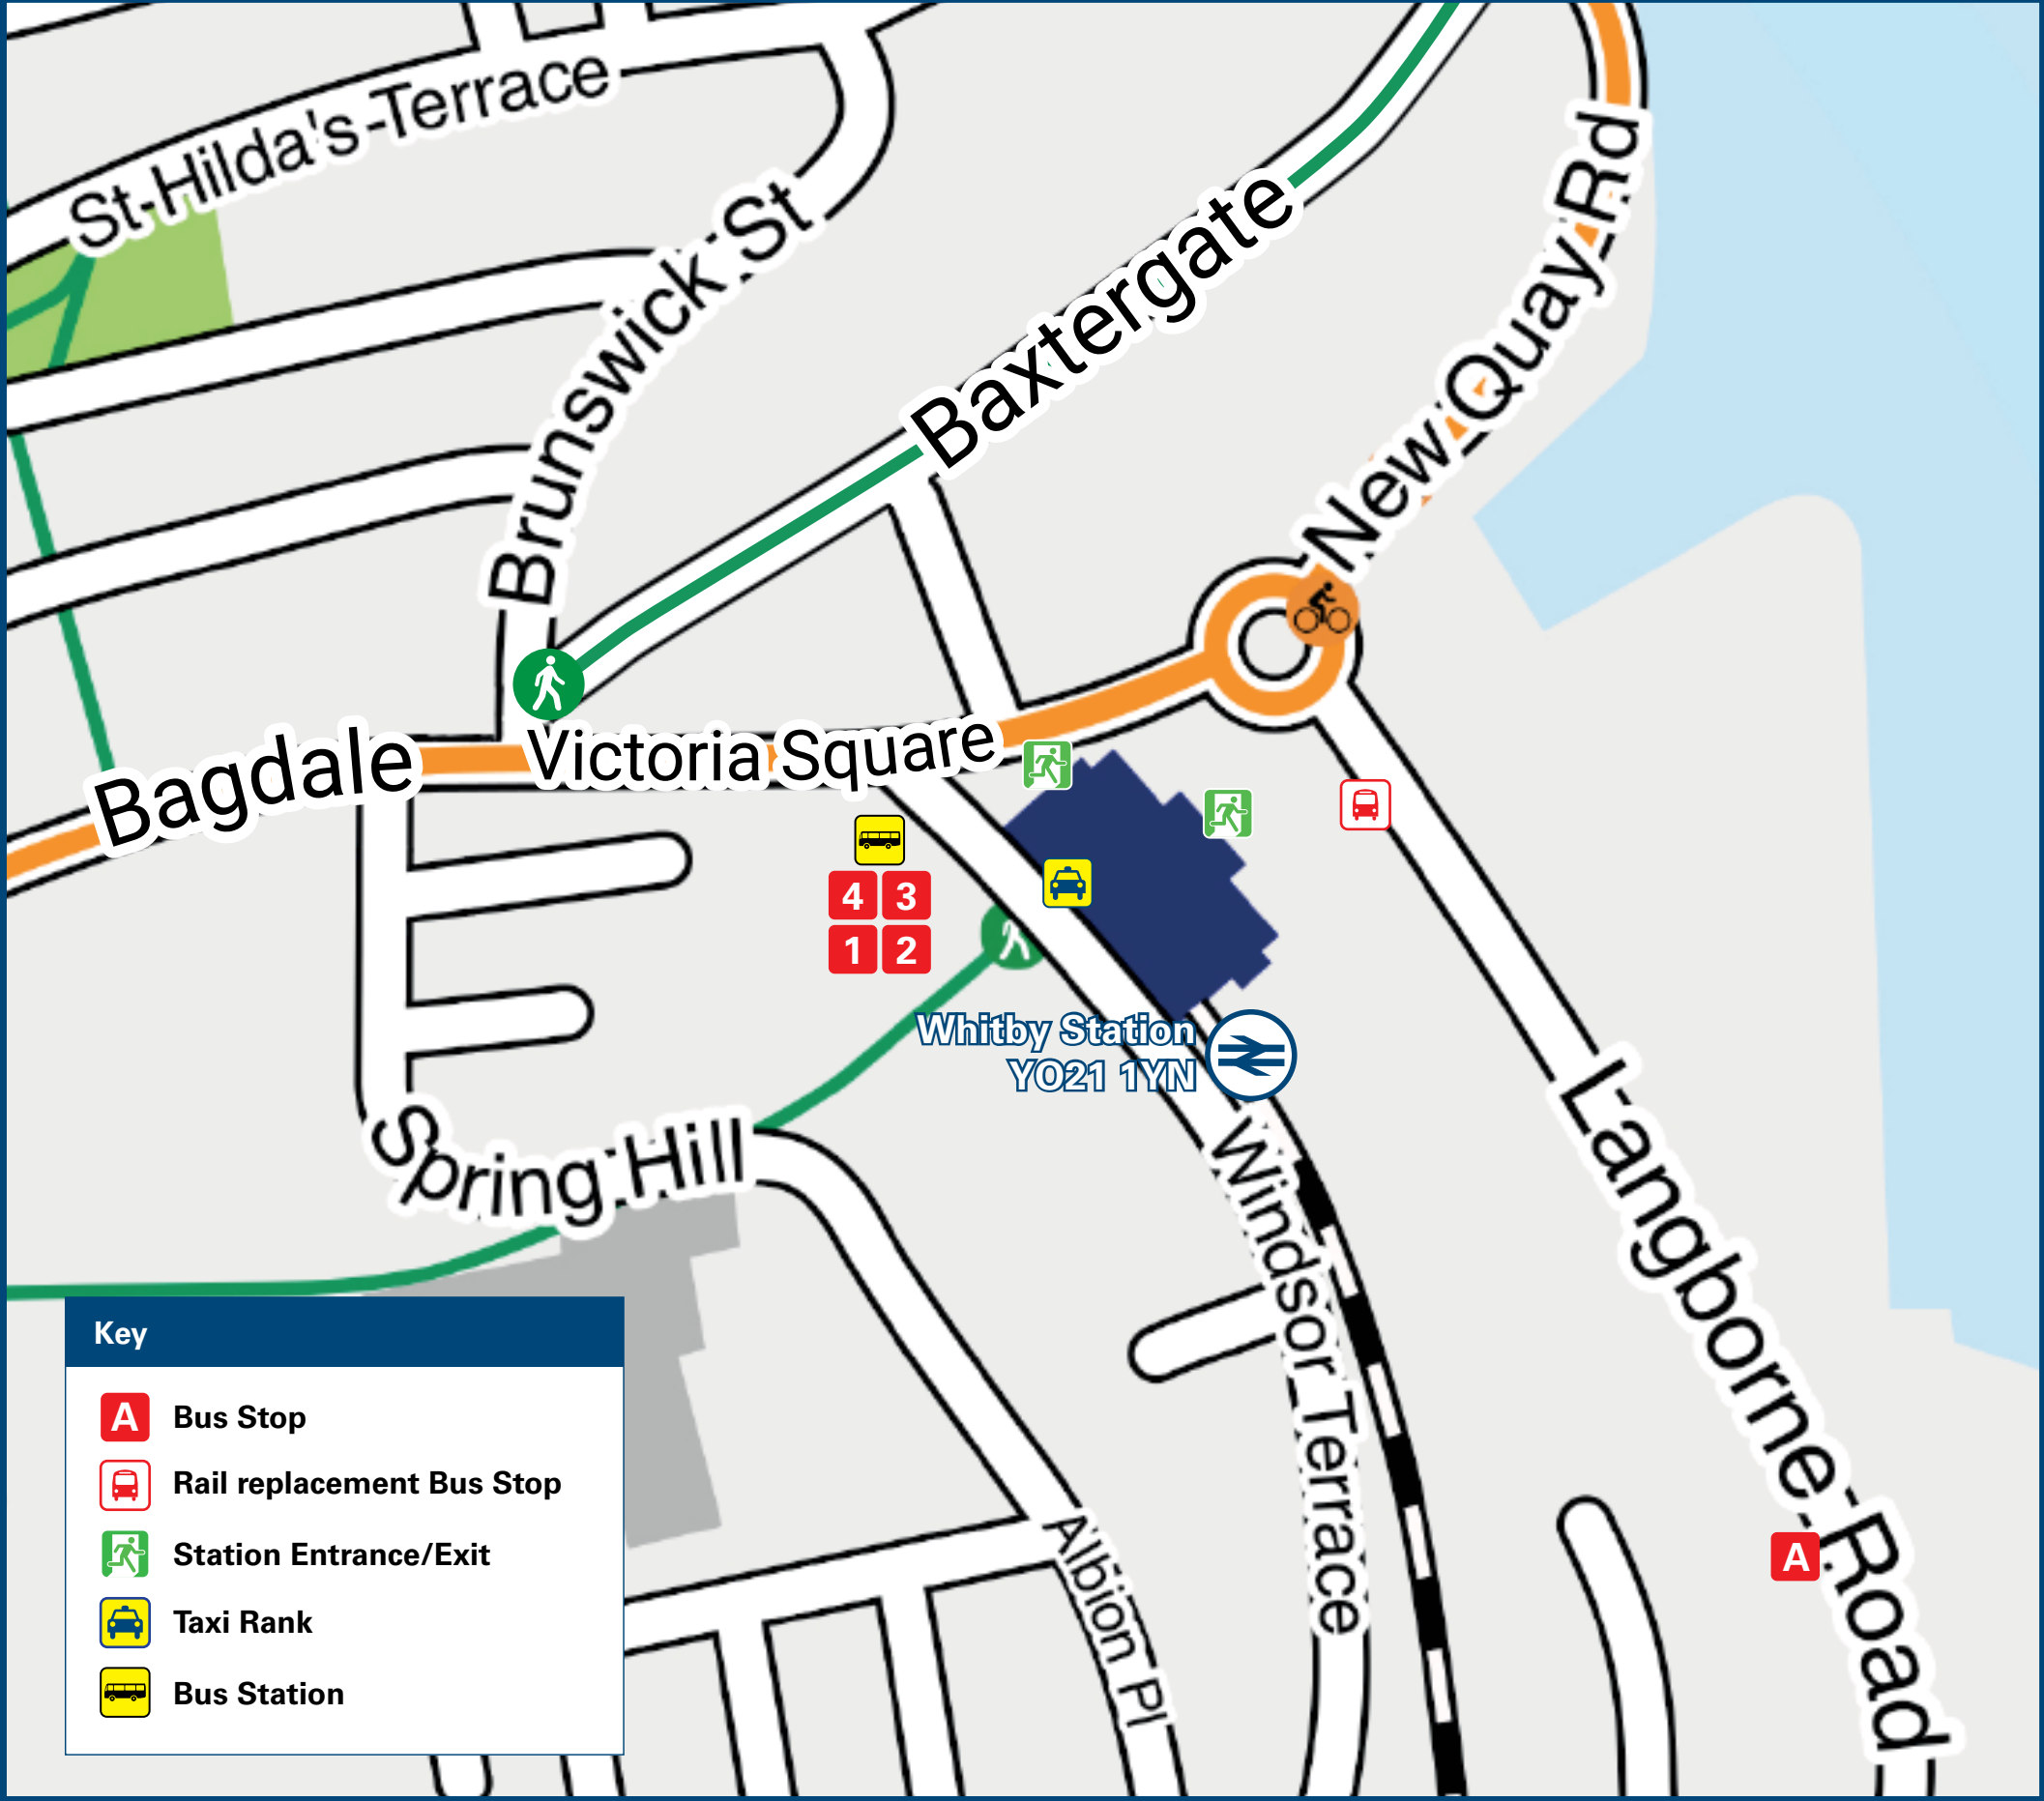 St Hilda's Terrace
Brunswick St
Baxtergate
New Quay Rd
Bagdale
Victoria Square
4 3
1 2
Whitby Station
YO21 1YN
Spring Hill
Windsor Terrace
Langborne Road
Albion Pl
A
Key
A Bus Stop
Rail replacement Bus Stop
Station Entrance/Exit
Taxi Rank
Bus Station